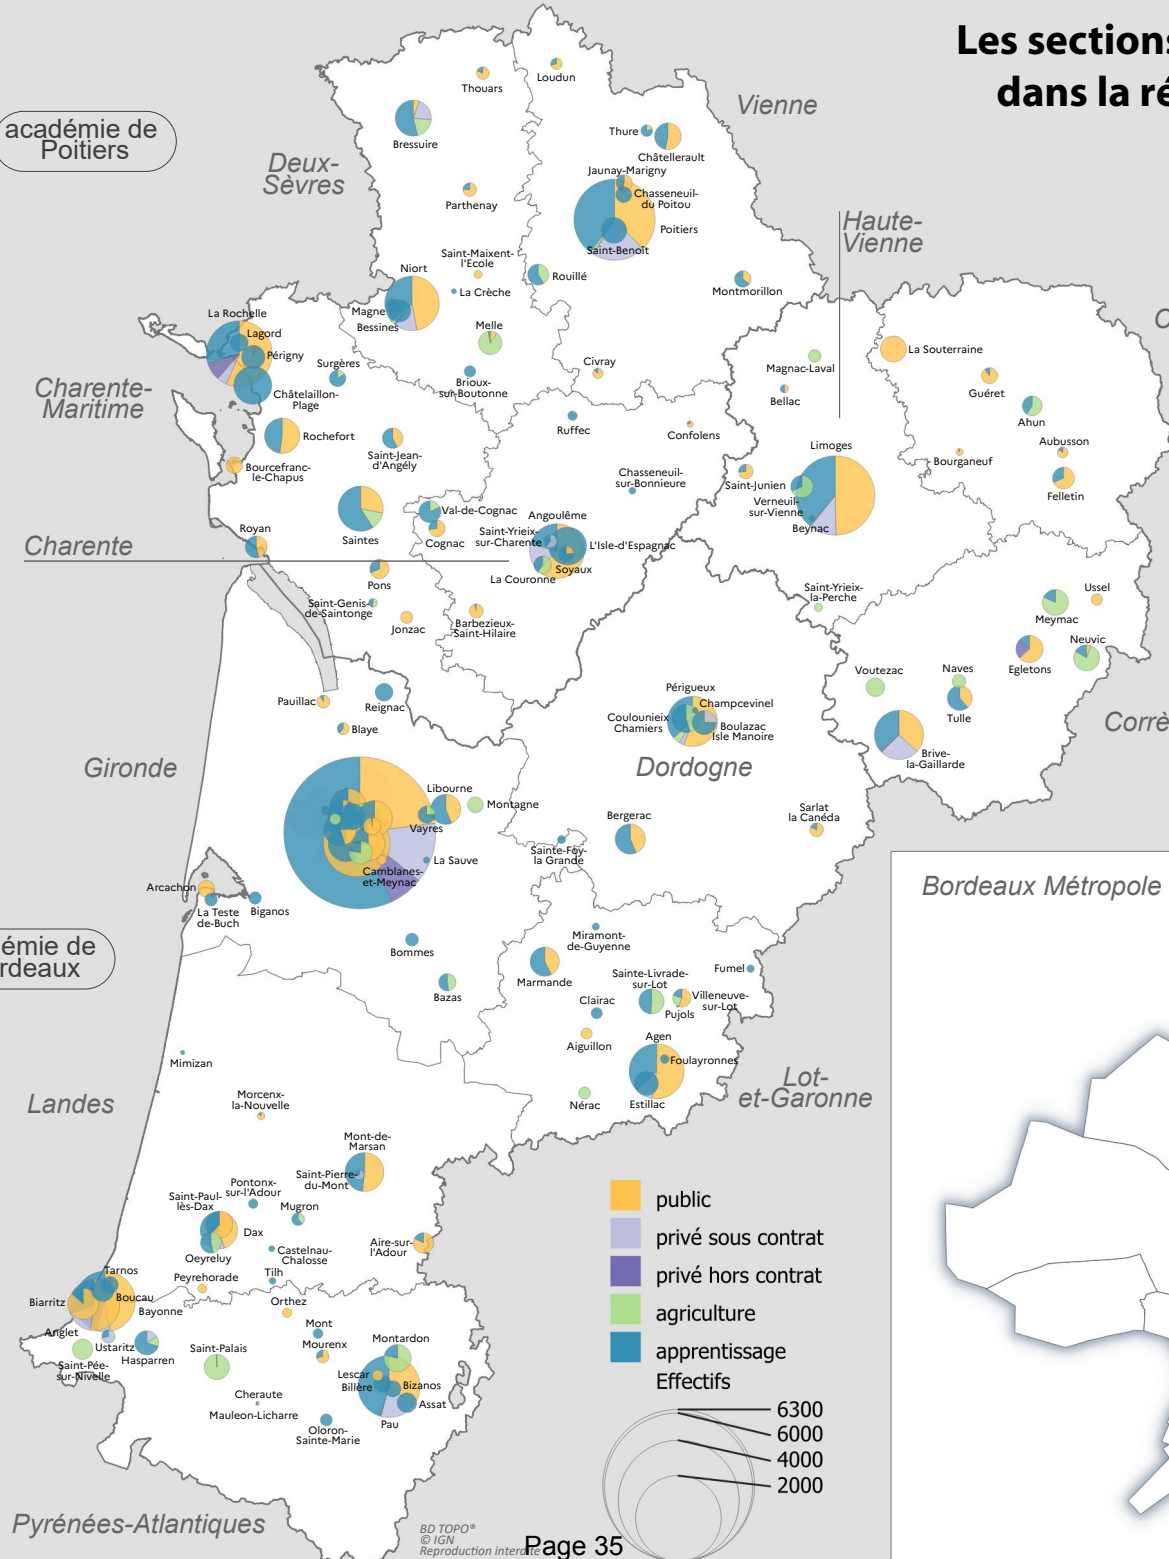 Les sections
dans la ré
académie de
Poitiers
Vienne
Deux-
Sèvres
Haute-
Vienne
Charente-
Maritime
Charente
Gironde
Dordogne
Corrè
émie de
rdeaux
Landes
Lot-
et-Garonne
Pyrénées-Atlantiques
Bordeaux Métropole
Loudun
Thouars
Bressuire
Thure
Châtellerault
Jaunay-Marigny
Chasseneuil-
du Poitou
Poitiers
Saint-Benoît
Parthenay
Saint-Maixent-
l'Ecole
Rouillé
Niort
La Crèche
Magne
Bessines
Montmorillon
Melle
La Rochelle
Lagord
Périgny
Surgères
Châtelaillon-
Plage
Brioux-
sur-Boutonne
Civray
Magnac-Laval
La Souterraine
Guéret
Bellac
Ahun
Aubusson
Bourganeuf
Felletin
Rochefort
Saint-Jean-
d'Angély
Ruffec
Confolens
Bourcefranc-
le-Chapus
Limoges
Saint-Junien
Verneuil-
sur-Vienne
Beynac
Chasseneuil-
sur-Bonnieure
Saintes
Val-de-Cognac
Cognac
Angoulême
Saint-Yrieix-
sur-Charente
L'Isle-d'Espagnac
Soyaux
La Couronne
Royan
Pons
Saint-Genis-
de-Saintonge
Jonzac
Barbezieux-
Saint-Hilaire
Saint-Yrieix-
la-Perche
Ussel
Meymac
Neuvic
Egletons
Voutezac
Naves
Tulle
Brive-
la-Gaillarde
Pauillac
Reignac
Blaye
Périgueux
Champcevinel
Coulounieix
Chamiers
Boulazac
Isle Manoire
Libourne
Montagne
Vayres
La Sauve
Camblanes-
et-Meynac
Bergerac
Sarlat
la Canéda
Sainte-Foy-
la Grande
Arcachon
La Teste
de-Buch
Biganos
Bommes
Bazas
Miramont-
de-Guyenne
Marmande
Fumel
Sainte-Livrade-
sur-Lot
Villeneuve-
sur-Lot
Pujols
Clairac
Aiguillon
Agen
Foulayronnes
Estillac
Nérac
Mimizan
Morcenx-
la-Nouvelle
Mont-de-
Marsan
Saint-Pierre-
du-Mont
Pontonx-
sur-l'Adour
Saint-Paul-
lès-Dax
Mugron
Dax
Oeyreluy
Castelnau-
Chalosse
Aire-sur-
l'Adour
Tilh
Peyrehorade
Tarnos
Boucau
Biarritz
Bayonne
Anglet
Ustaritz
Hasparren
Saint-Pée-
sur-Nivelle
Saint-Palais
Orthez
Mont
Mourenx
Montardon
Lescar
Billère
Bizanos
Assat
Pau
Cheraute
Mauleon-Licharre
Oloron-
Sainte-Marie
public
privé sous contrat
privé hors contrat
agriculture
apprentissage
Effectifs
6300
6000
4000
2000
BD TOPO®
© IGN
Reproduction interdite
Page 35